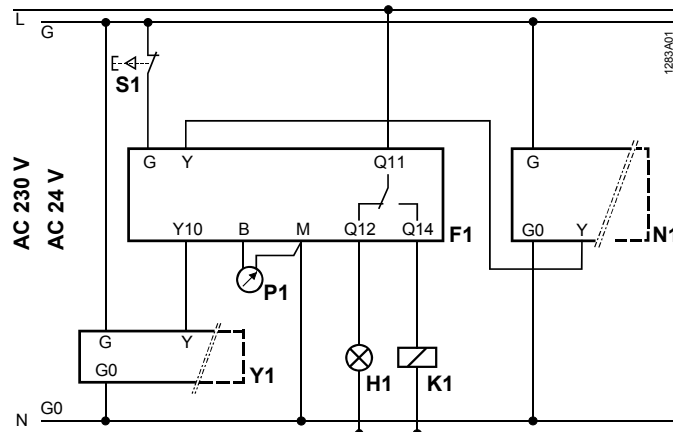 L
G
1283A01
S1
AC 230 V
AC 24 V
G Y Q11
G
Y10 B M Q12 Q14
F1
G0 Y
N1
P1
G Y
G0
Y1
H1
K1
N
G0